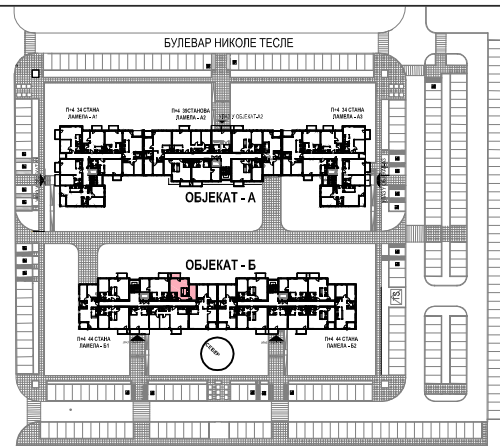 БУЛЕВАР НИКОЛЕ ТЕСЛЕ
П+4 34 СТАНА
ЛАМЕЛА - А1
П+4 39СТАНОВА
ЛАМЕЛА - А2
П+4 34 СТАНА
ЛАМЕЛА - А3
ОБЈЕКАТ - А
ОБЈЕКАТ - Б
П+4 44 СТАНА
ЛАМЕЛА - Б1
П+4 44 СТАНА
ЛАМЕЛА - Б2
СЕВЕР